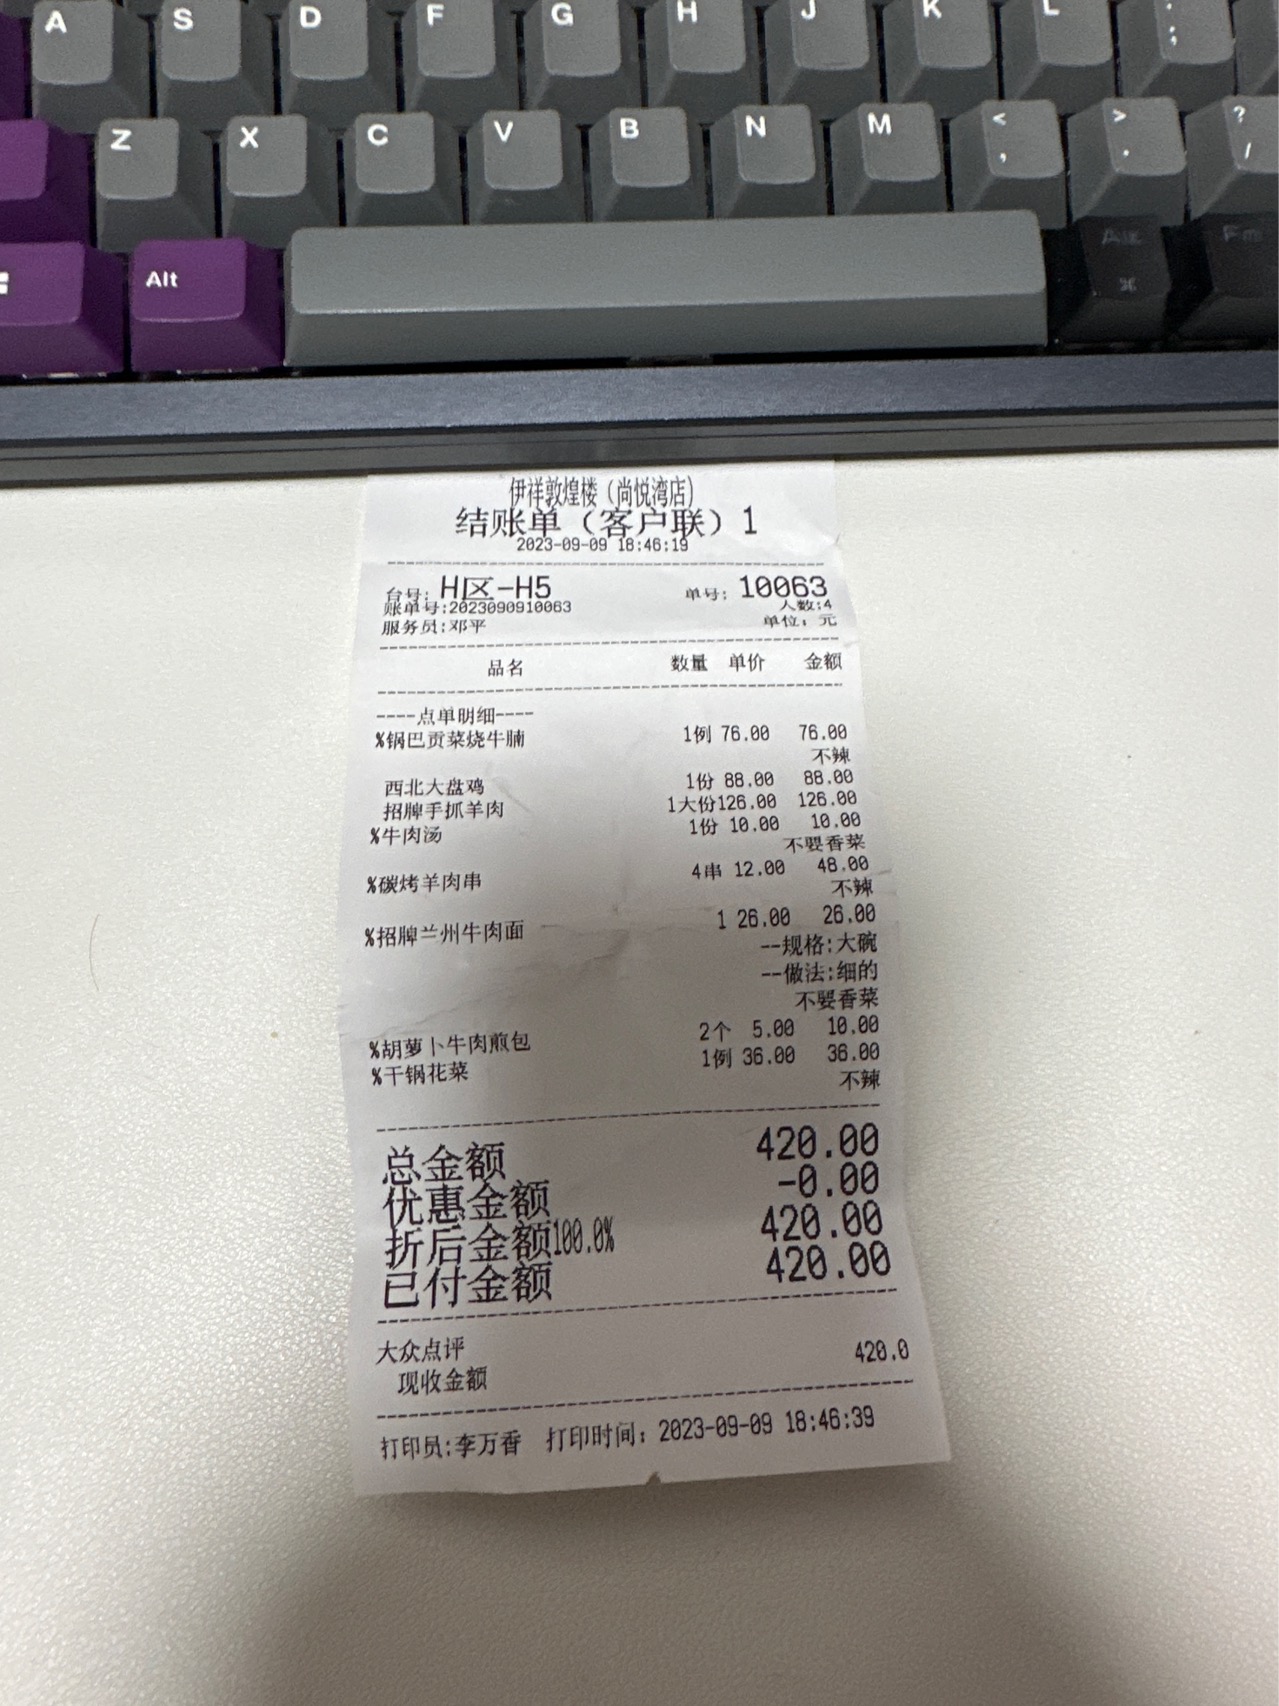 A S D F G H J K L : ;
Z X C V B N M < , > . ? /
Alt Alt ⌘ Fn
伊祥敦煌楼（尚悦湾店）
结账单（客户联）1
2023-09-09 18:46:19
台号: H区-H5 单号: 10063
账单号:2023090910063 人数:4
服务员:邓平 单位: 元
品名 数量 单价 金额
----点单明细----
%锅巴贡菜烧牛腩 1例 76.00 76.00
不辣
西北大盘鸡 1份 88.00 88.00
招牌手抓羊肉 1大份126.00 126.00
%牛肉汤 1份 10.00 10.00
不要香菜
%碳烤羊肉串 4串 12.00 48.00
不辣
%招牌兰州牛肉面 1 26.00 26.00
--规格:大碗
--做法:细的
不要香菜
%胡萝卜牛肉煎包 2个 5.00 10.00
%干锅花菜 1例 36.00 36.00
不辣
总金额 420.00
优惠金额 -0.00
折后金额100.0% 420.00
已付金额 420.00
大众点评 420.0
现收金额
打印员:李万香 打印时间: 2023-09-09 18:46:39